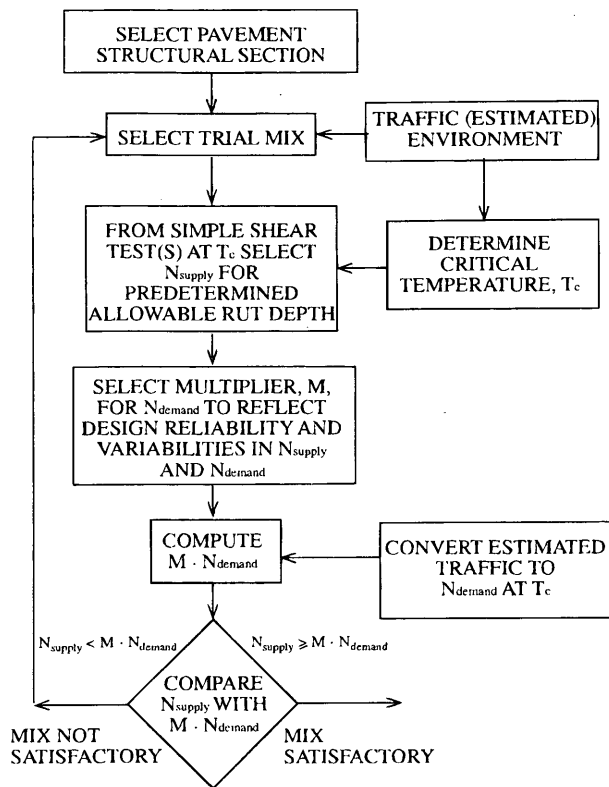 SELECT PAVEMENT
STRUCTURAL SECTION
SELECT TRIAL MIX
TRAFFIC (ESTIMATED)
ENVIRONMENT
FROM SIMPLE SHEAR
TEST(S) AT Tc SELECT
Nsupply FOR
PREDETERMINED
ALLOWABLE RUT DEPTH
DETERMINE
CRITICAL
TEMPERATURE, Tc
SELECT MULTIPLIER, M,
FOR Ndemand TO REFLECT
DESIGN RELIABILITY AND
VARIABILITIES IN Nsupply
AND Ndemand
COMPUTE
M · Ndemand
CONVERT ESTIMATED
TRAFFIC TO
Ndemand AT Tc
Nsupply < M · Ndemand
Nsupply ⩾ M · Ndemand
COMPARE
Nsupply WITH
M · Ndemand
MIX NOT
SATISFACTORY
MIX
SATISFACTORY